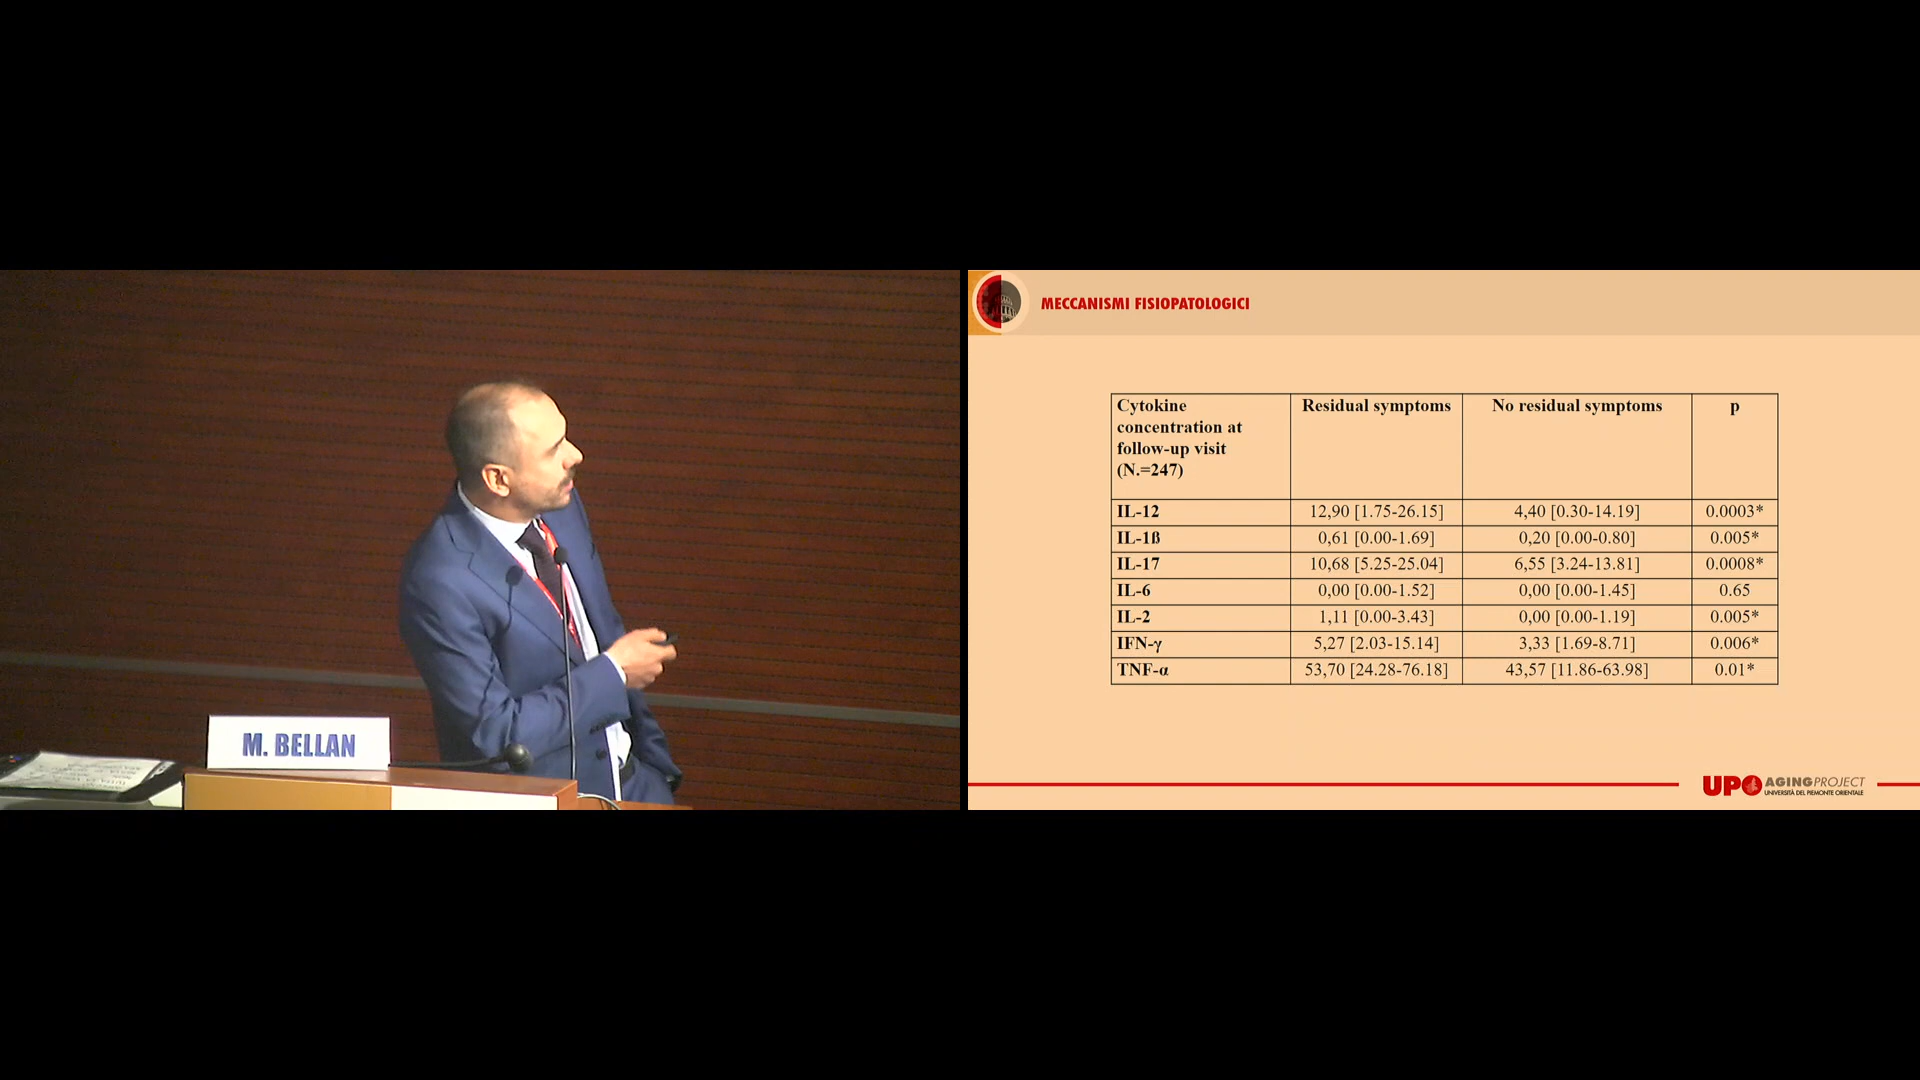 M. BELLAN
MECCANISMI FISIOPATOLOGICI
Cytokine concentration at follow-up visit (N.=247) Residual symptoms No residual symptoms p
IL-12 12,90 [1.75-26.15] 4,40 [0.30-14.19] 0.0003*
IL-1ß 0,61 [0.00-1.69] 0,20 [0.00-0.80] 0.005*
IL-17 10,68 [5.25-25.04] 6,55 [3.24-13.81] 0.0008*
IL-6 0,00 [0.00-1.52] 0,00 [0.00-1.45] 0.65
IL-2 1,11 [0.00-3.43] 0,00 [0.00-1.19] 0.005*
IFN-γ 5,27 [2.03-15.14] 3,33 [1.69-8.71] 0.006*
TNF-α 53,70 [24.28-76.18] 43,57 [11.86-63.98] 0.01*
UPO AGING PROJECT
UNIVERSITÀ DEL PIEMONTE ORIENTALE